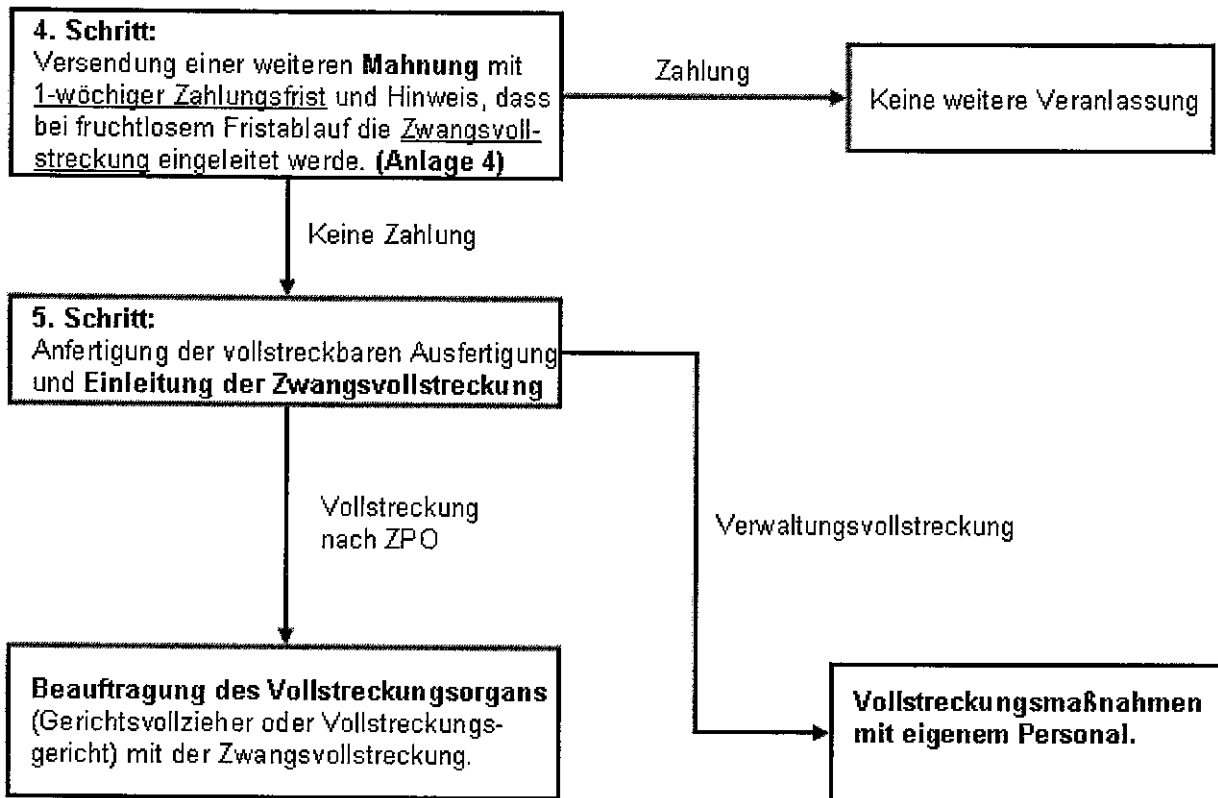 4. Schritt:
Versendung einer weiteren Mahnung mit
1-wöchiger Zahlungsfrist und Hinweis, dass
bei fruchtlosem Fristablauf die Zwangsvoll-
streckung eingeleitet werde. (Anlage 4)
Zahlung
Keine weitere Veranlassung
Keine Zahlung
5. Schritt:
Anfertigung der vollstreckbaren Ausfertigung
und Einleitung der Zwangsvollstreckung
Vollstreckung
nach ZPO
Verwaltungsvollstreckung
Beauftragung des Vollstreckungsorgans
(Gerichtsvollzieher oder Vollstreckungs-
gericht) mit der Zwangsvollstreckung.
Vollstreckungsmaßnahmen
mit eigenem Personal.